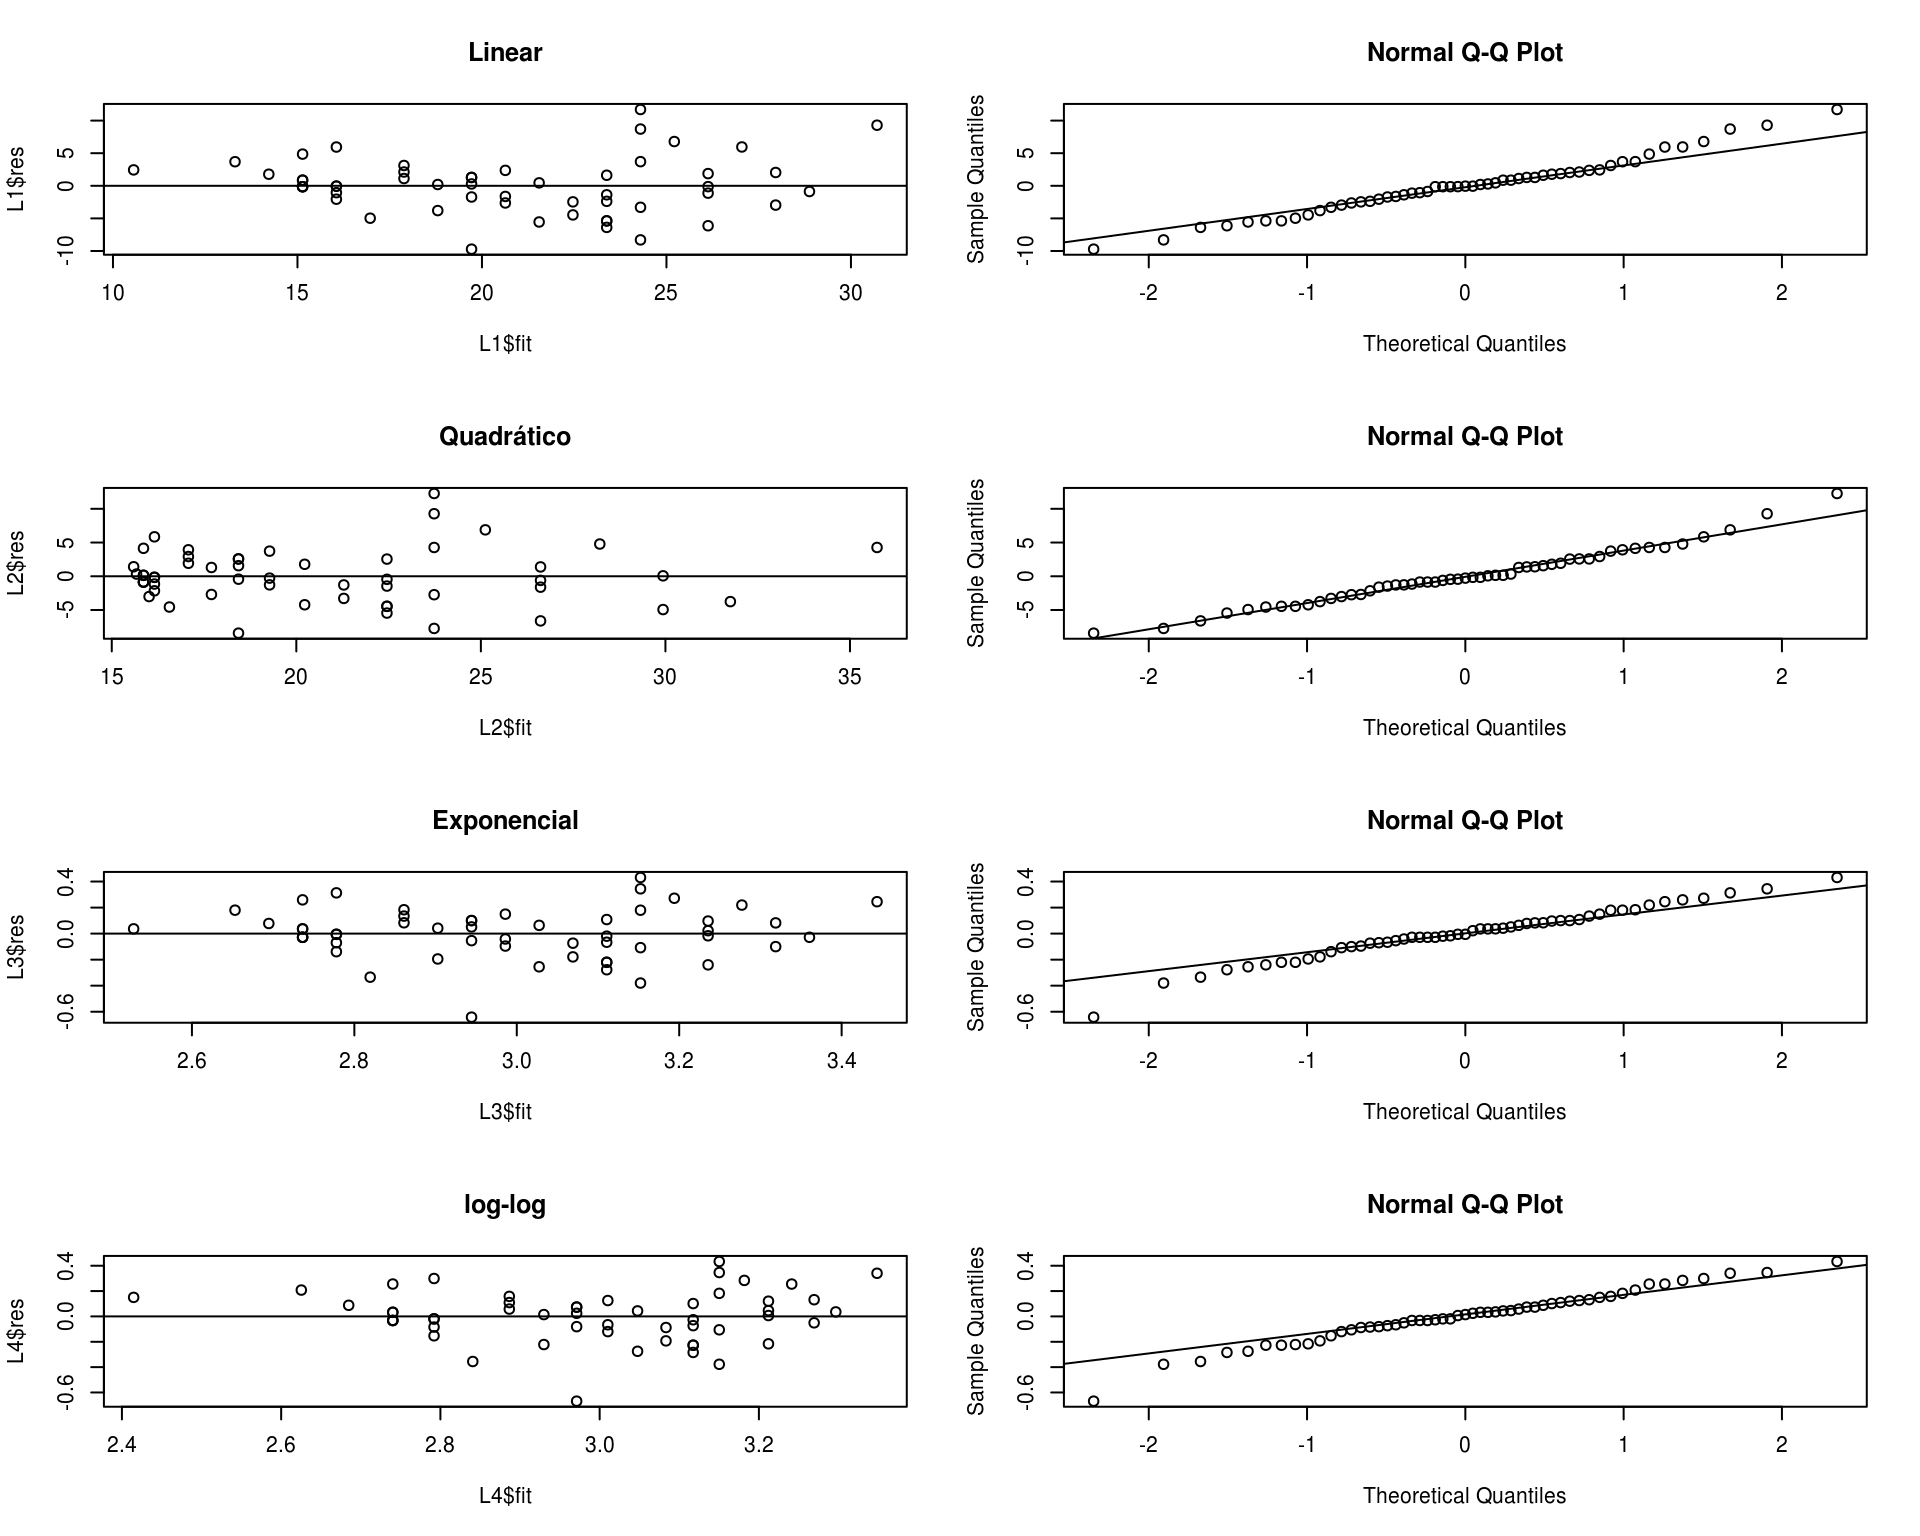 Linear
L1$res
-10 0 5
10 15 20 25 30
L1$fit
Normal Q-Q Plot
Sample Quantiles
-10 0 5
-2 -1 0 1 2
Theoretical Quantiles
Quadrático
L2$res
-5 0 5
15 20 25 30 35
L2$fit
Normal Q-Q Plot
Sample Quantiles
-5 0 5
-2 -1 0 1 2
Theoretical Quantiles
Exponencial
L3$res
-0.6 0.0 0.4
2.6 2.8 3.0 3.2 3.4
L3$fit
Normal Q-Q Plot
Sample Quantiles
-0.6 0.0 0.4
-2 -1 0 1 2
Theoretical Quantiles
log-log
L4$res
-0.6 0.0 0.4
2.4 2.6 2.8 3.0 3.2
L4$fit
Normal Q-Q Plot
Sample Quantiles
-0.6 0.0 0.4
-2 -1 0 1 2
Theoretical Quantiles